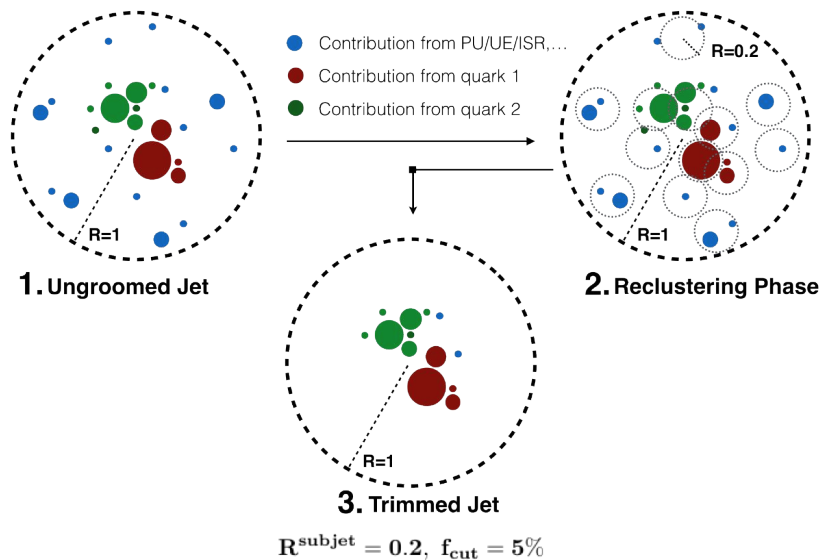 Contribution from PU/UE/ISR,...
Contribution from quark 1
Contribution from quark 2
R=0.2
R=1
R=1
1. Ungroomed Jet
2. Reclustering Phase
R=1
3. Trimmed Jet
R^subjet = 0.2, f_cut = 5%